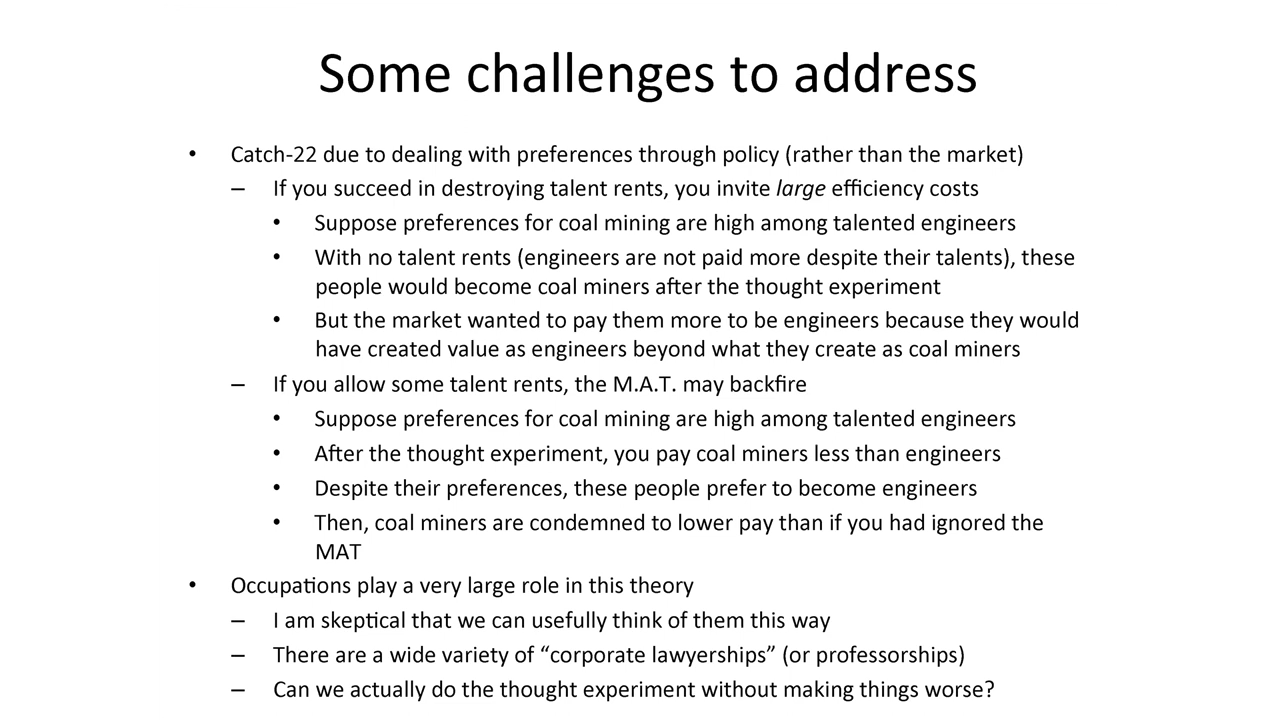 Some challenges to address
• Catch-22 due to dealing with preferences through policy (rather than the market)
– If you succeed in destroying talent rents, you invite large efficiency costs
• Suppose preferences for coal mining are high among talented engineers
• With no talent rents (engineers are not paid more despite their talents), these
people would become coal miners after the thought experiment
• But the market wanted to pay them more to be engineers because they would
have created value as engineers beyond what they create as coal miners
– If you allow some talent rents, the M.A.T. may backfire
• Suppose preferences for coal mining are high among talented engineers
• After the thought experiment, you pay coal miners less than engineers
• Despite their preferences, these people prefer to become engineers
• Then, coal miners are condemned to lower pay than if you had ignored the
MAT
• Occupations play a very large role in this theory
– I am skeptical that we can usefully think of them this way
– There are a wide variety of “corporate lawyerships” (or professorships)
– Can we actually do the thought experiment without making things worse?